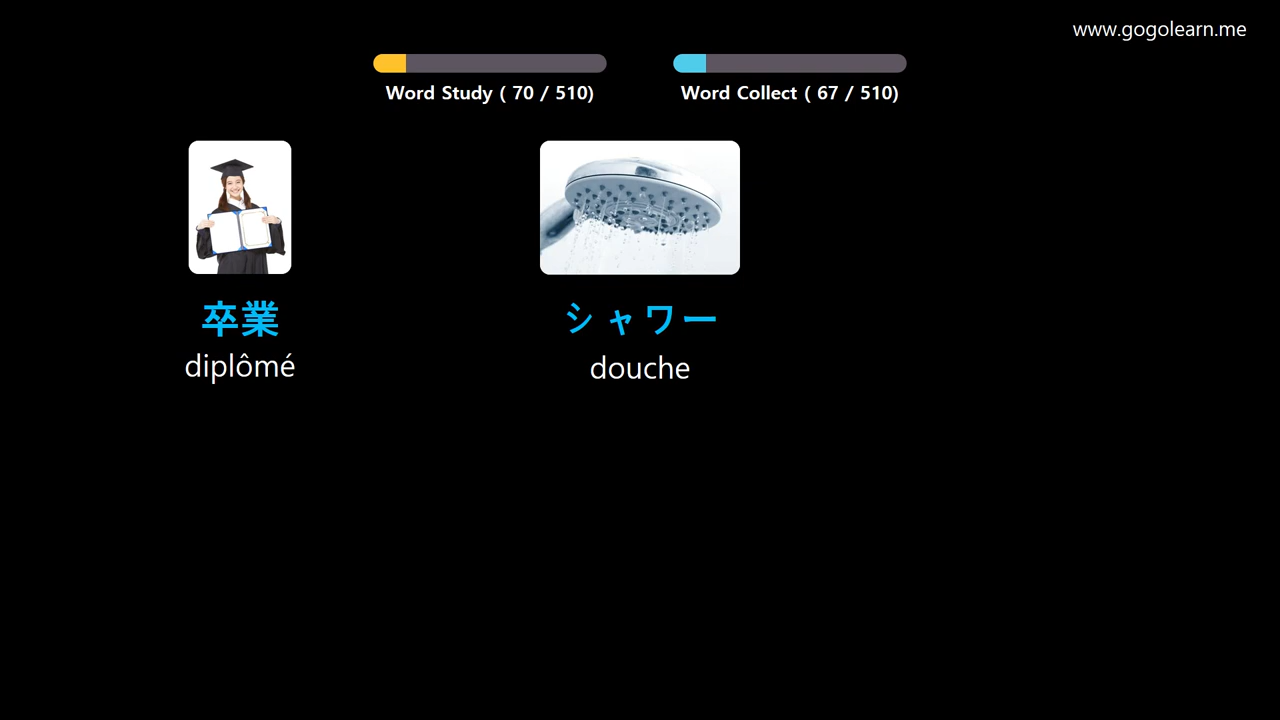 www.gogolearn.me
Word Study ( 70 / 510)
Word Collect ( 67 / 510)
卒業
diplômé
シャワー
douche